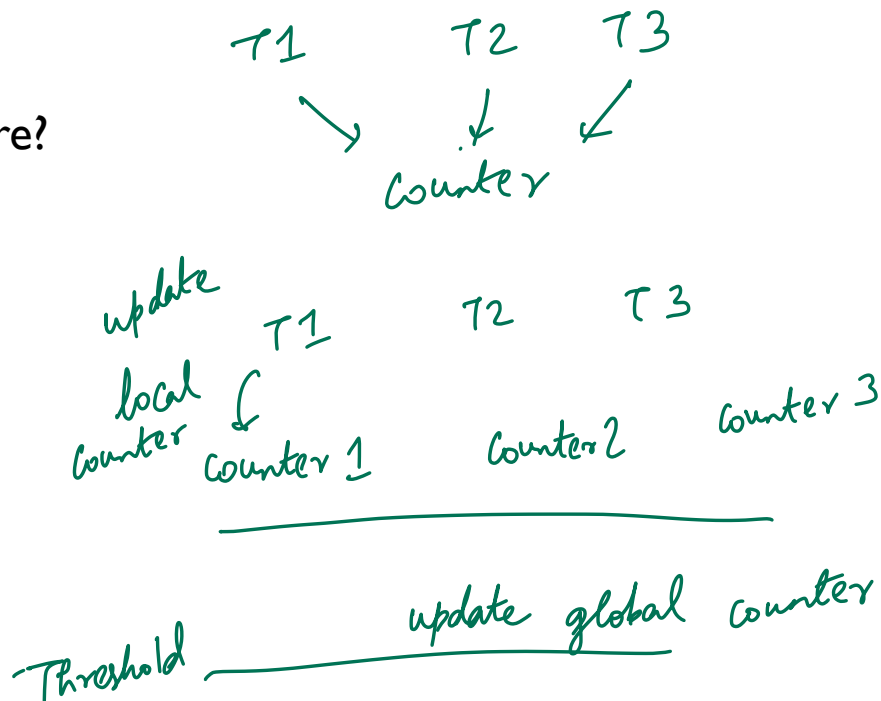 T1 T2 T3
re?
Counter
update
T1 T2 T3
local
counter
Counter 1 Counter2 Counter 3
update global counter
Threshold